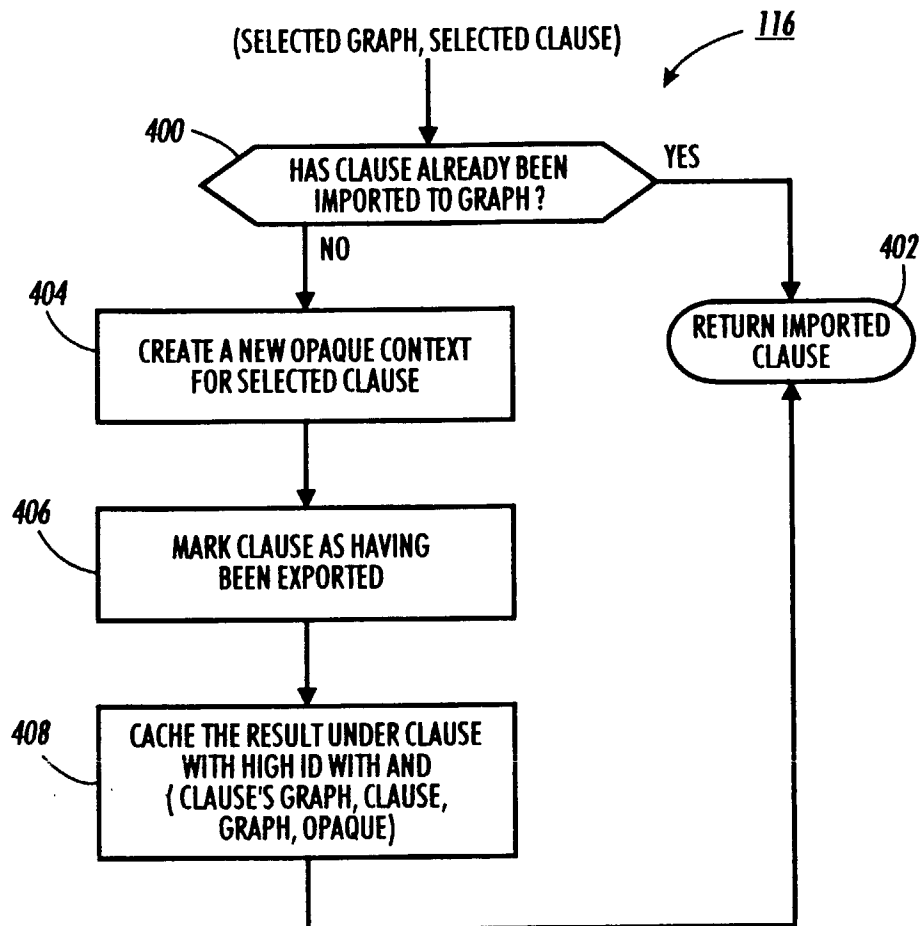 116
(SELECTED GRAPH, SELECTED CLAUSE)
400
HAS CLAUSE ALREADY BEEN
IMPORTED TO GRAPH ?
YES
NO
402
RETURN IMPORTED
CLAUSE
404
CREATE A NEW OPAQUE CONTEXT
FOR SELECTED CLAUSE
406
MARK CLAUSE AS HAVING
BEEN EXPORTED
408
CACHE THE RESULT UNDER CLAUSE
WITH HIGH ID WITH AND
( CLAUSE'S GRAPH, CLAUSE,
GRAPH, OPAQUE)